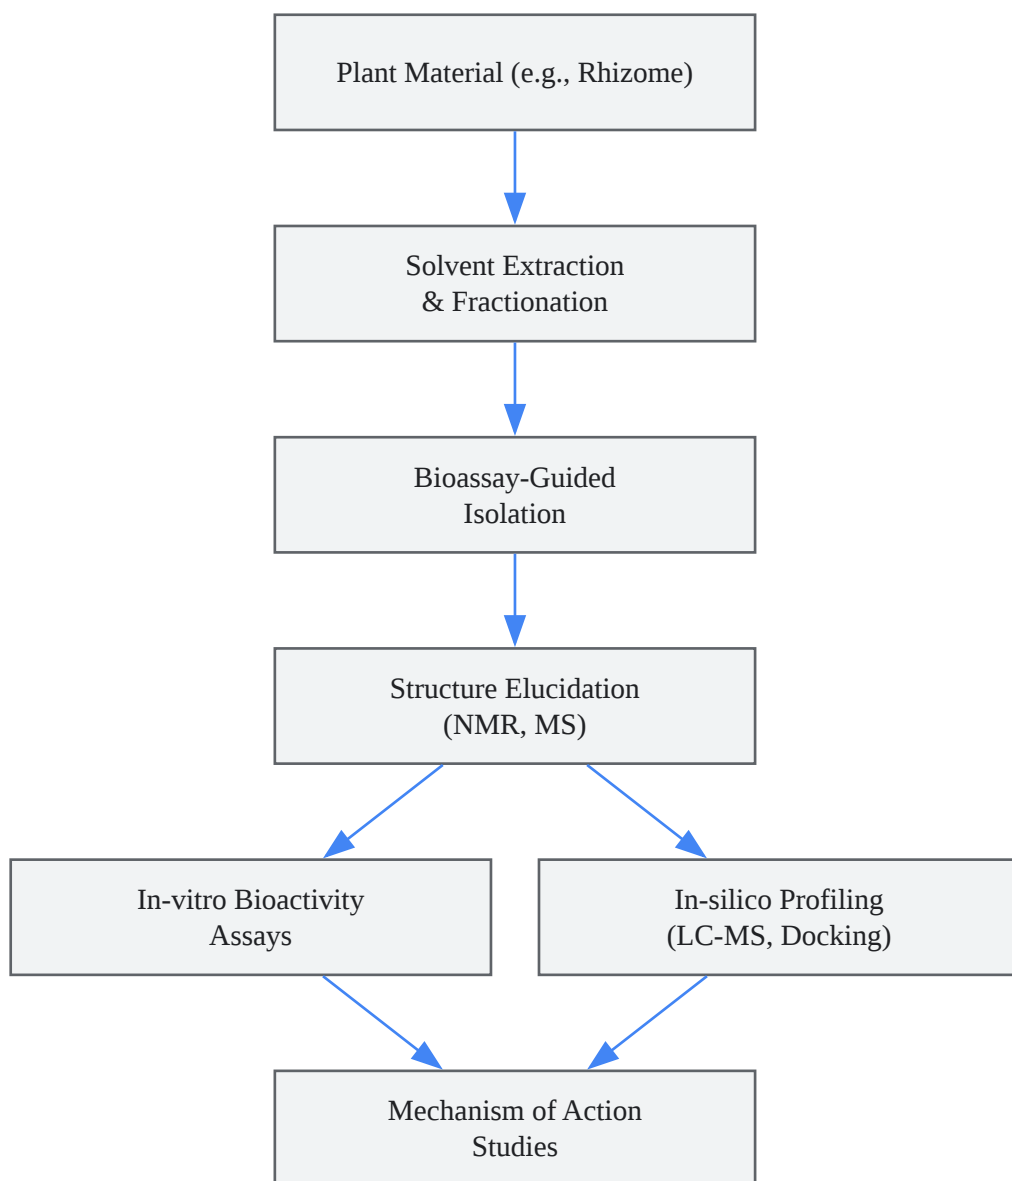 Plant Material (e.g., Rhizome)
Solvent Extraction
& Fractionation
Bioassay-Guided
Isolation
Structure Elucidation
(NMR, MS)
In-vitro Bioactivity
Assays
In-silico Profiling
(LC-MS, Docking)
Mechanism of Action
Studies